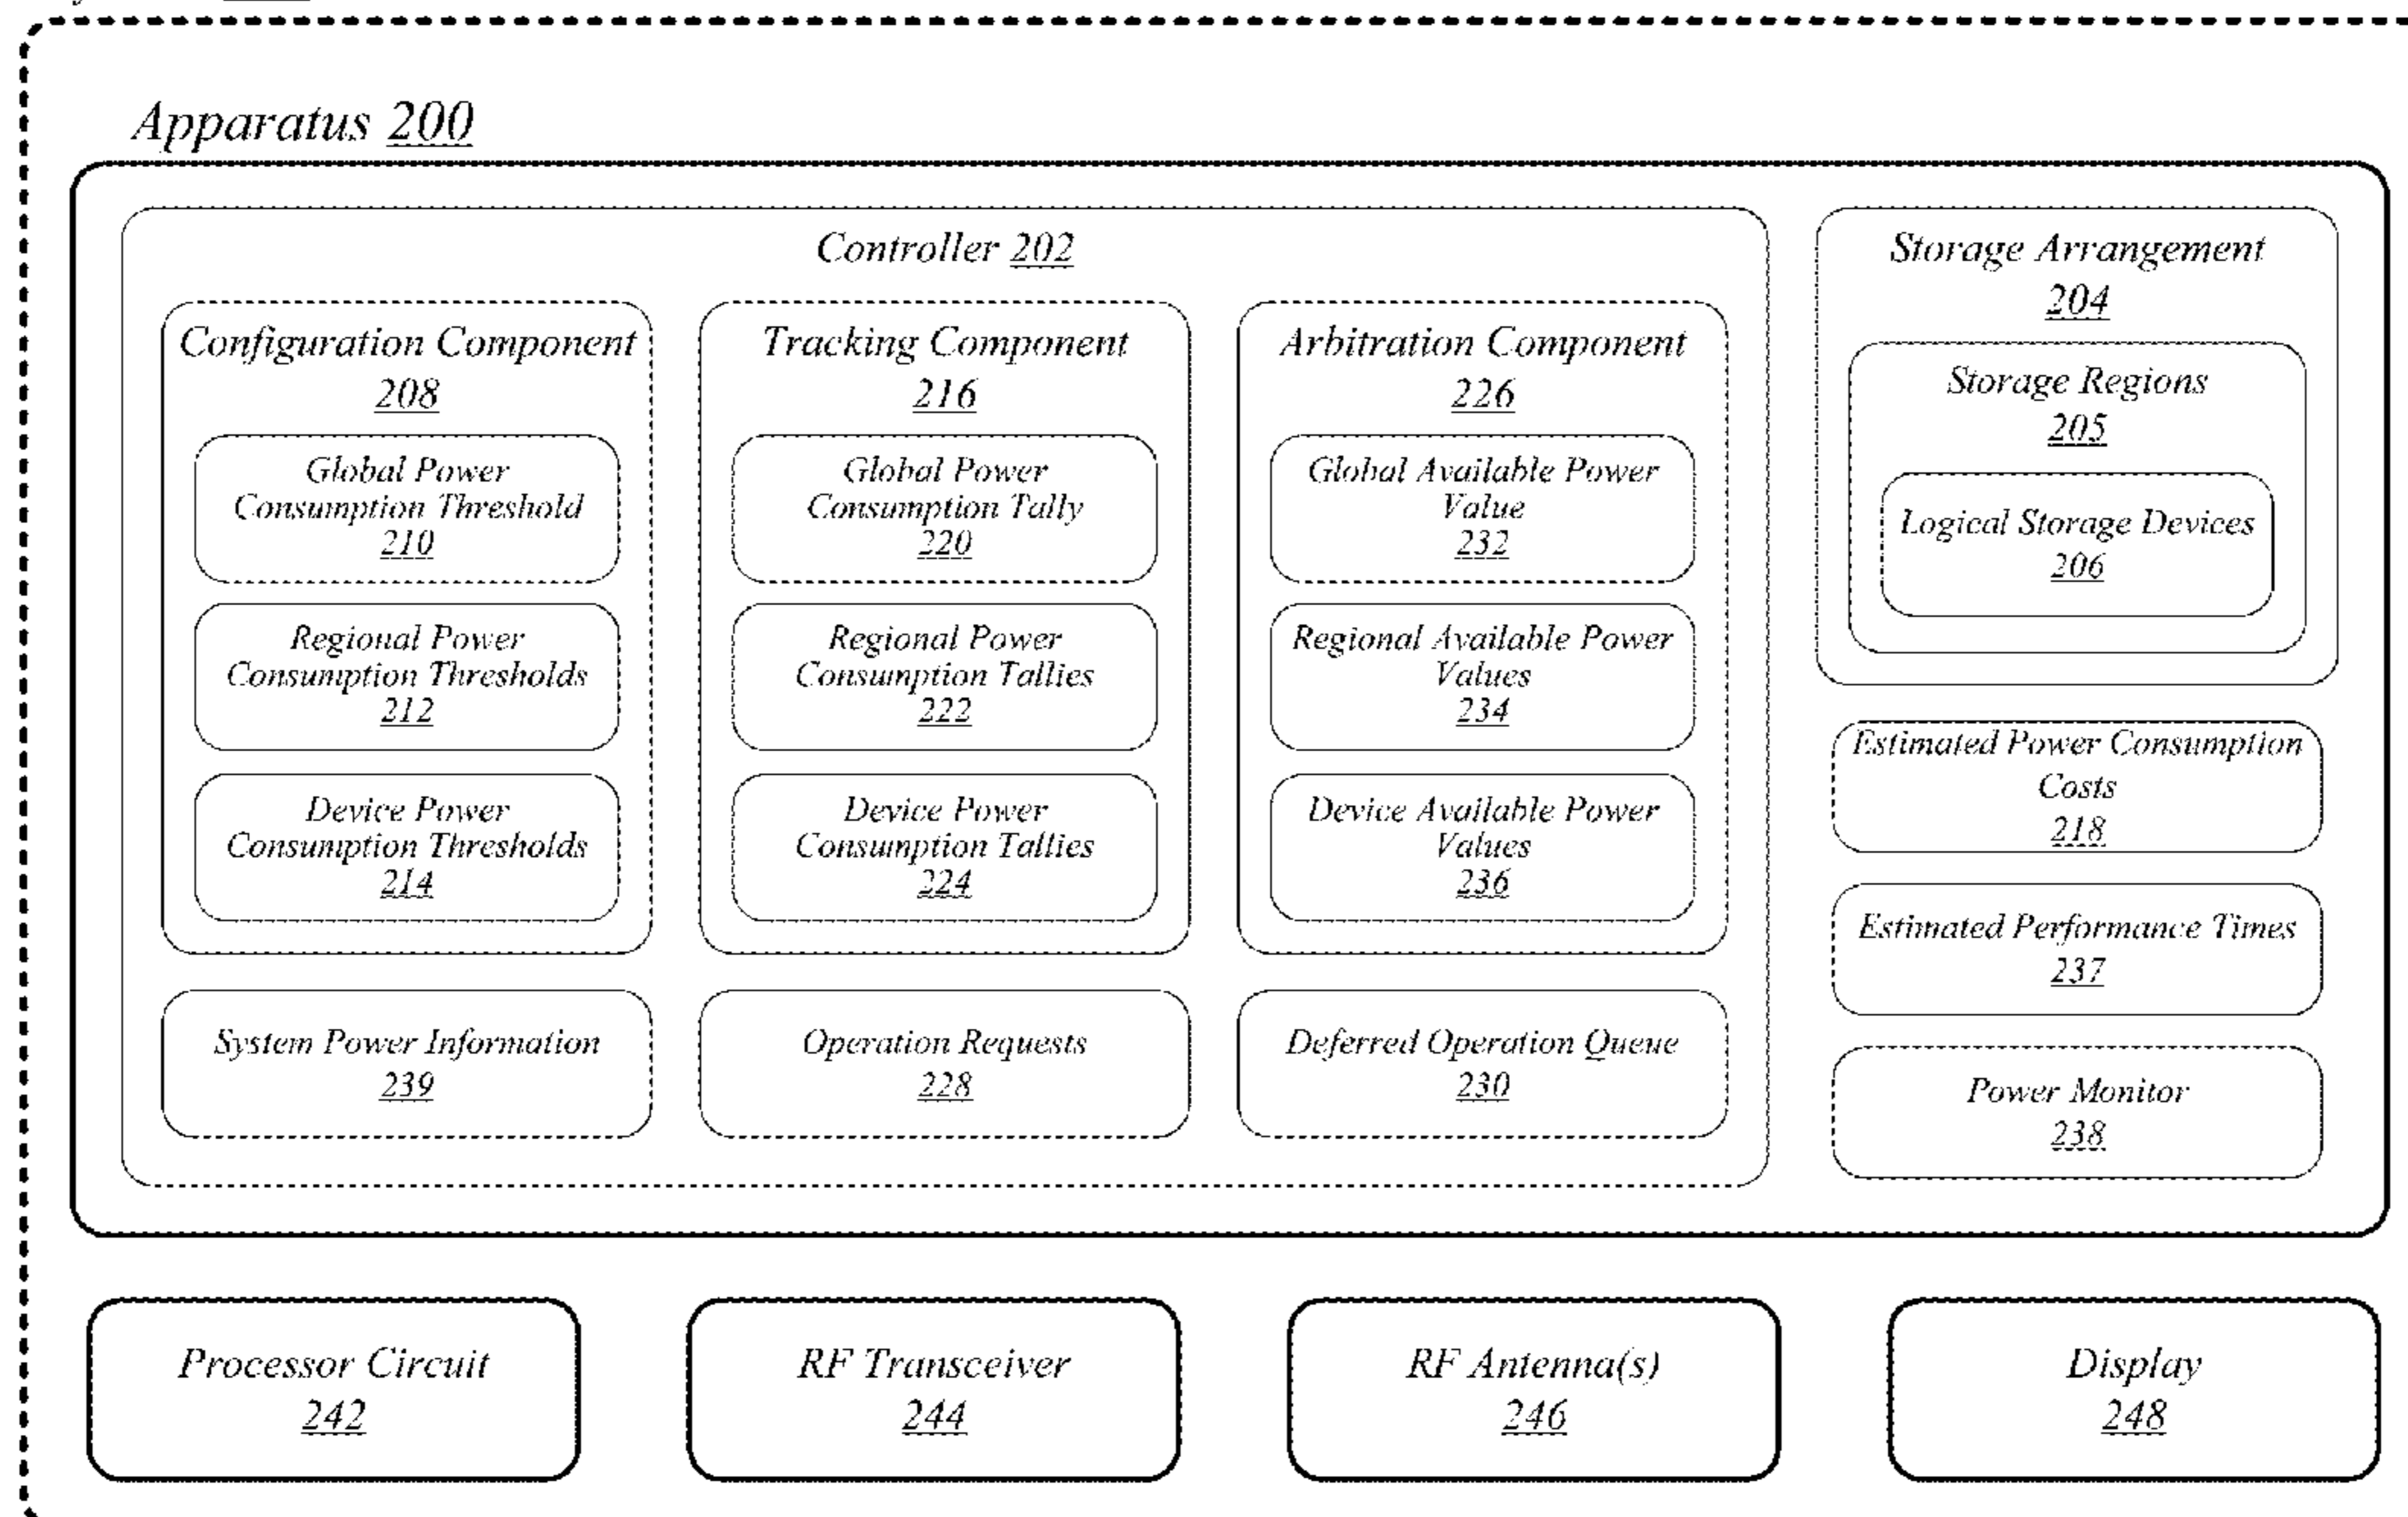 Apparatus 200
Controller 202
Configuration Component
208
Global Power
Consumption Threshold
210
Regional Power
Consumption Thresholds
212
Device Power
Consumption Thresholds
214
Tracking Component
216
Global Power
Consumption Tally
220
Regional Power
Consumption Tallies
222
Device Power
Consumption Tallies
224
Arbitration Component
226
Global Available Power
Value
232
Regional Available Power
Values
234
Device Available Power
Values
236
System Power Information
239
Operation Requests
228
Deferred Operation Queue
230
Storage Arrangement
204
Storage Regions
205
Logical Storage Devices
206
Estimated Power Consumption
Costs
218
Estimated Performance Times
237
Power Monitor
238
Processor Circuit
242
RF Transceiver
244
RF Antenna(s)
246
Display
248